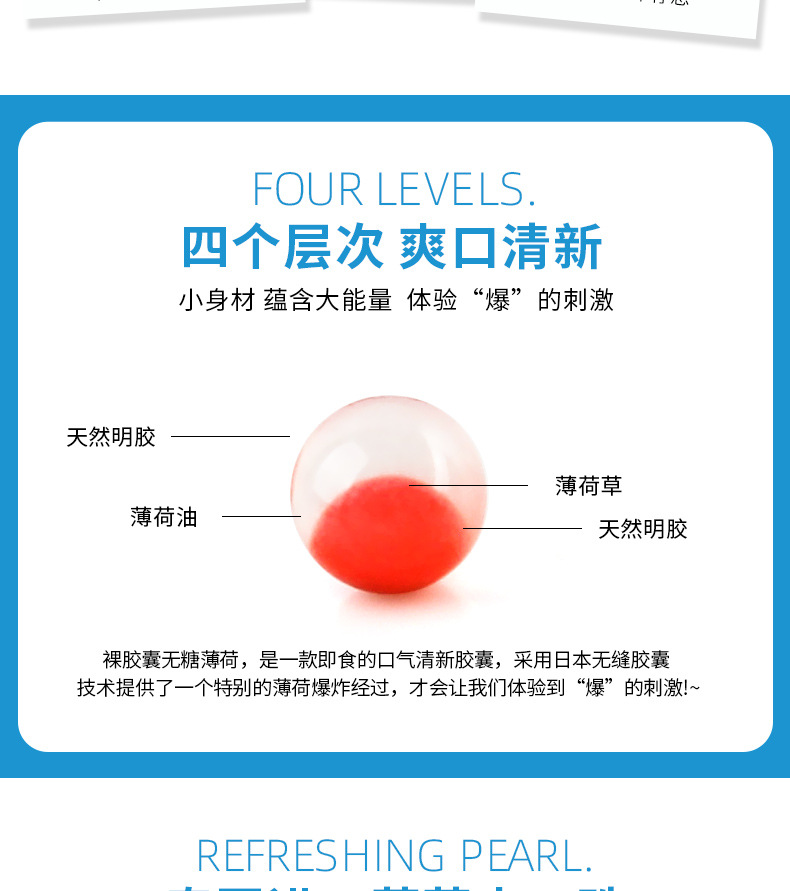 FOUR LEVELS.
四个层次 爽口清新
小身材 蕴含大能量 体验“爆”的刺激
天然明胶
薄荷草
薄荷油
天然明胶
裸胶囊无糖薄荷，是一款即食的口气清新胶囊，采用日本无缝胶囊
技术提供了一个特别的薄荷爆炸经过，才会让我们体验到“爆”的刺激!~
REFRESHING PEARL.